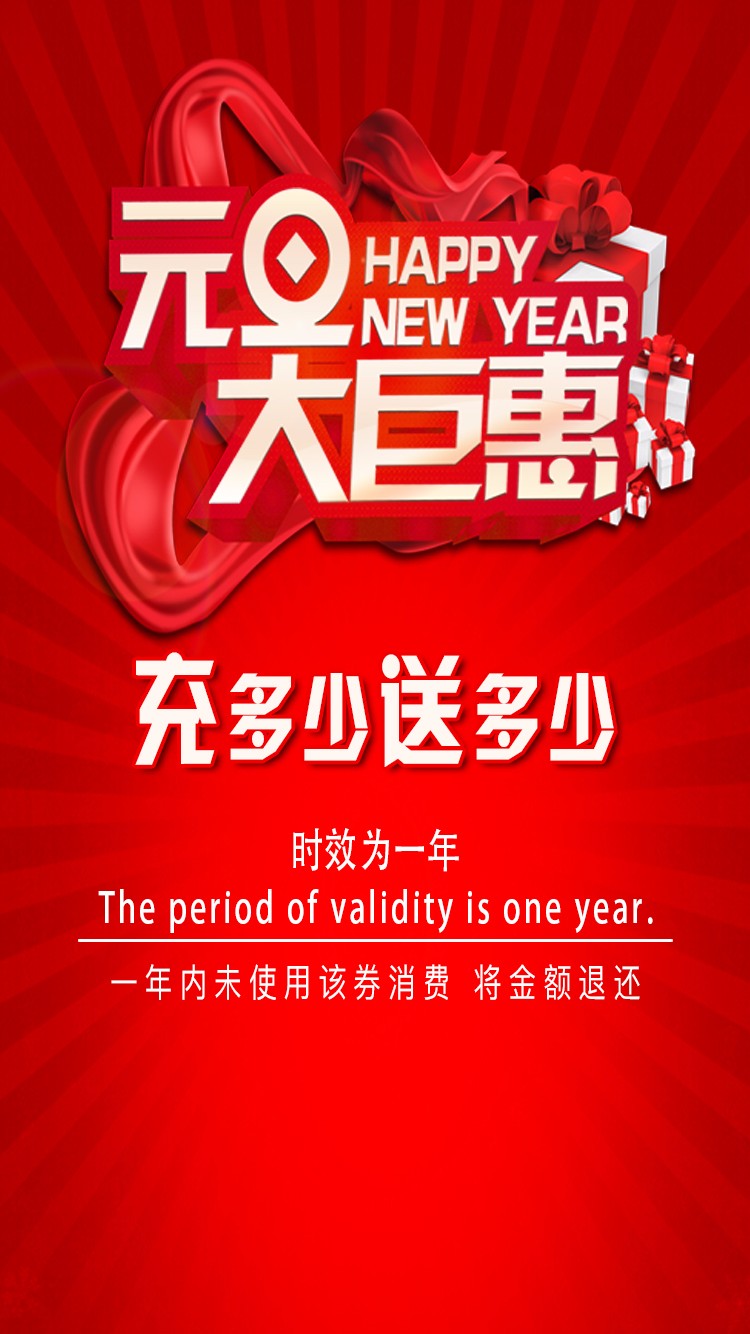 元旦
HAPPY
NEW YEAR
大巨惠
充多少送多少
时效为一年
The period of validity is one year.
一年内未使用该券消费 将金额退还